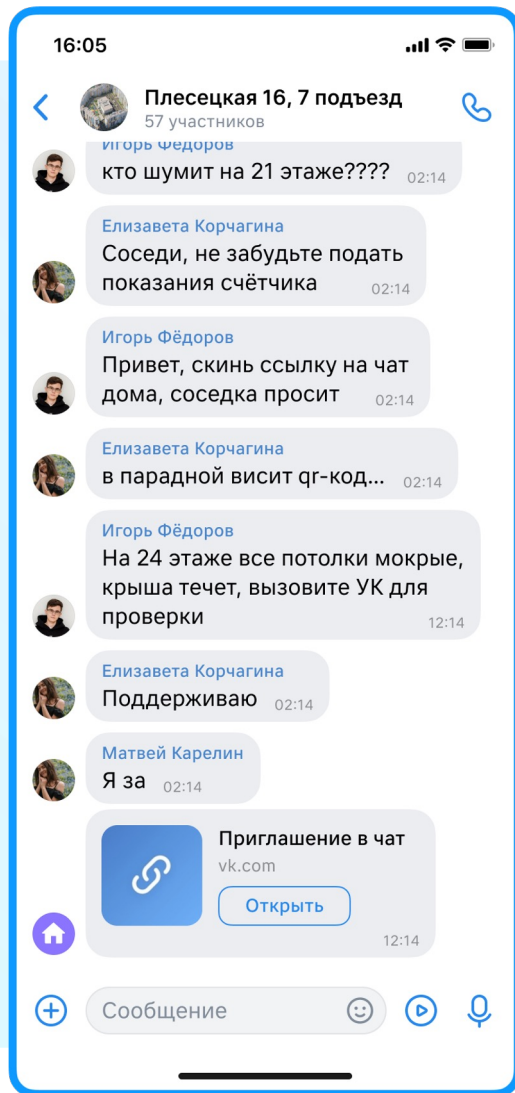 16:05
Плесецкая 16, 7 подъезд
57 участников
Игорь Фёдоров
кто шумит на 21 этаже???? 02:14
Елизавета Корчагина
Соседи, не забудьте подать
показания счётчика 02:14
Игорь Фёдоров
Привет, скинь ссылку на чат
дома, соседка просит 02:14
Елизавета Корчагина
в парадной висит qr-код... 02:14
Игорь Фёдоров
На 24 этаже все потолки мокрые,
крыша течет, вызовите УК для
проверки 12:14
Елизавета Корчагина
Поддерживаю 02:14
Матвей Карелин
Я за 02:14
Приглашение в чат
vk.com
Открыть
12:14
Сообщение